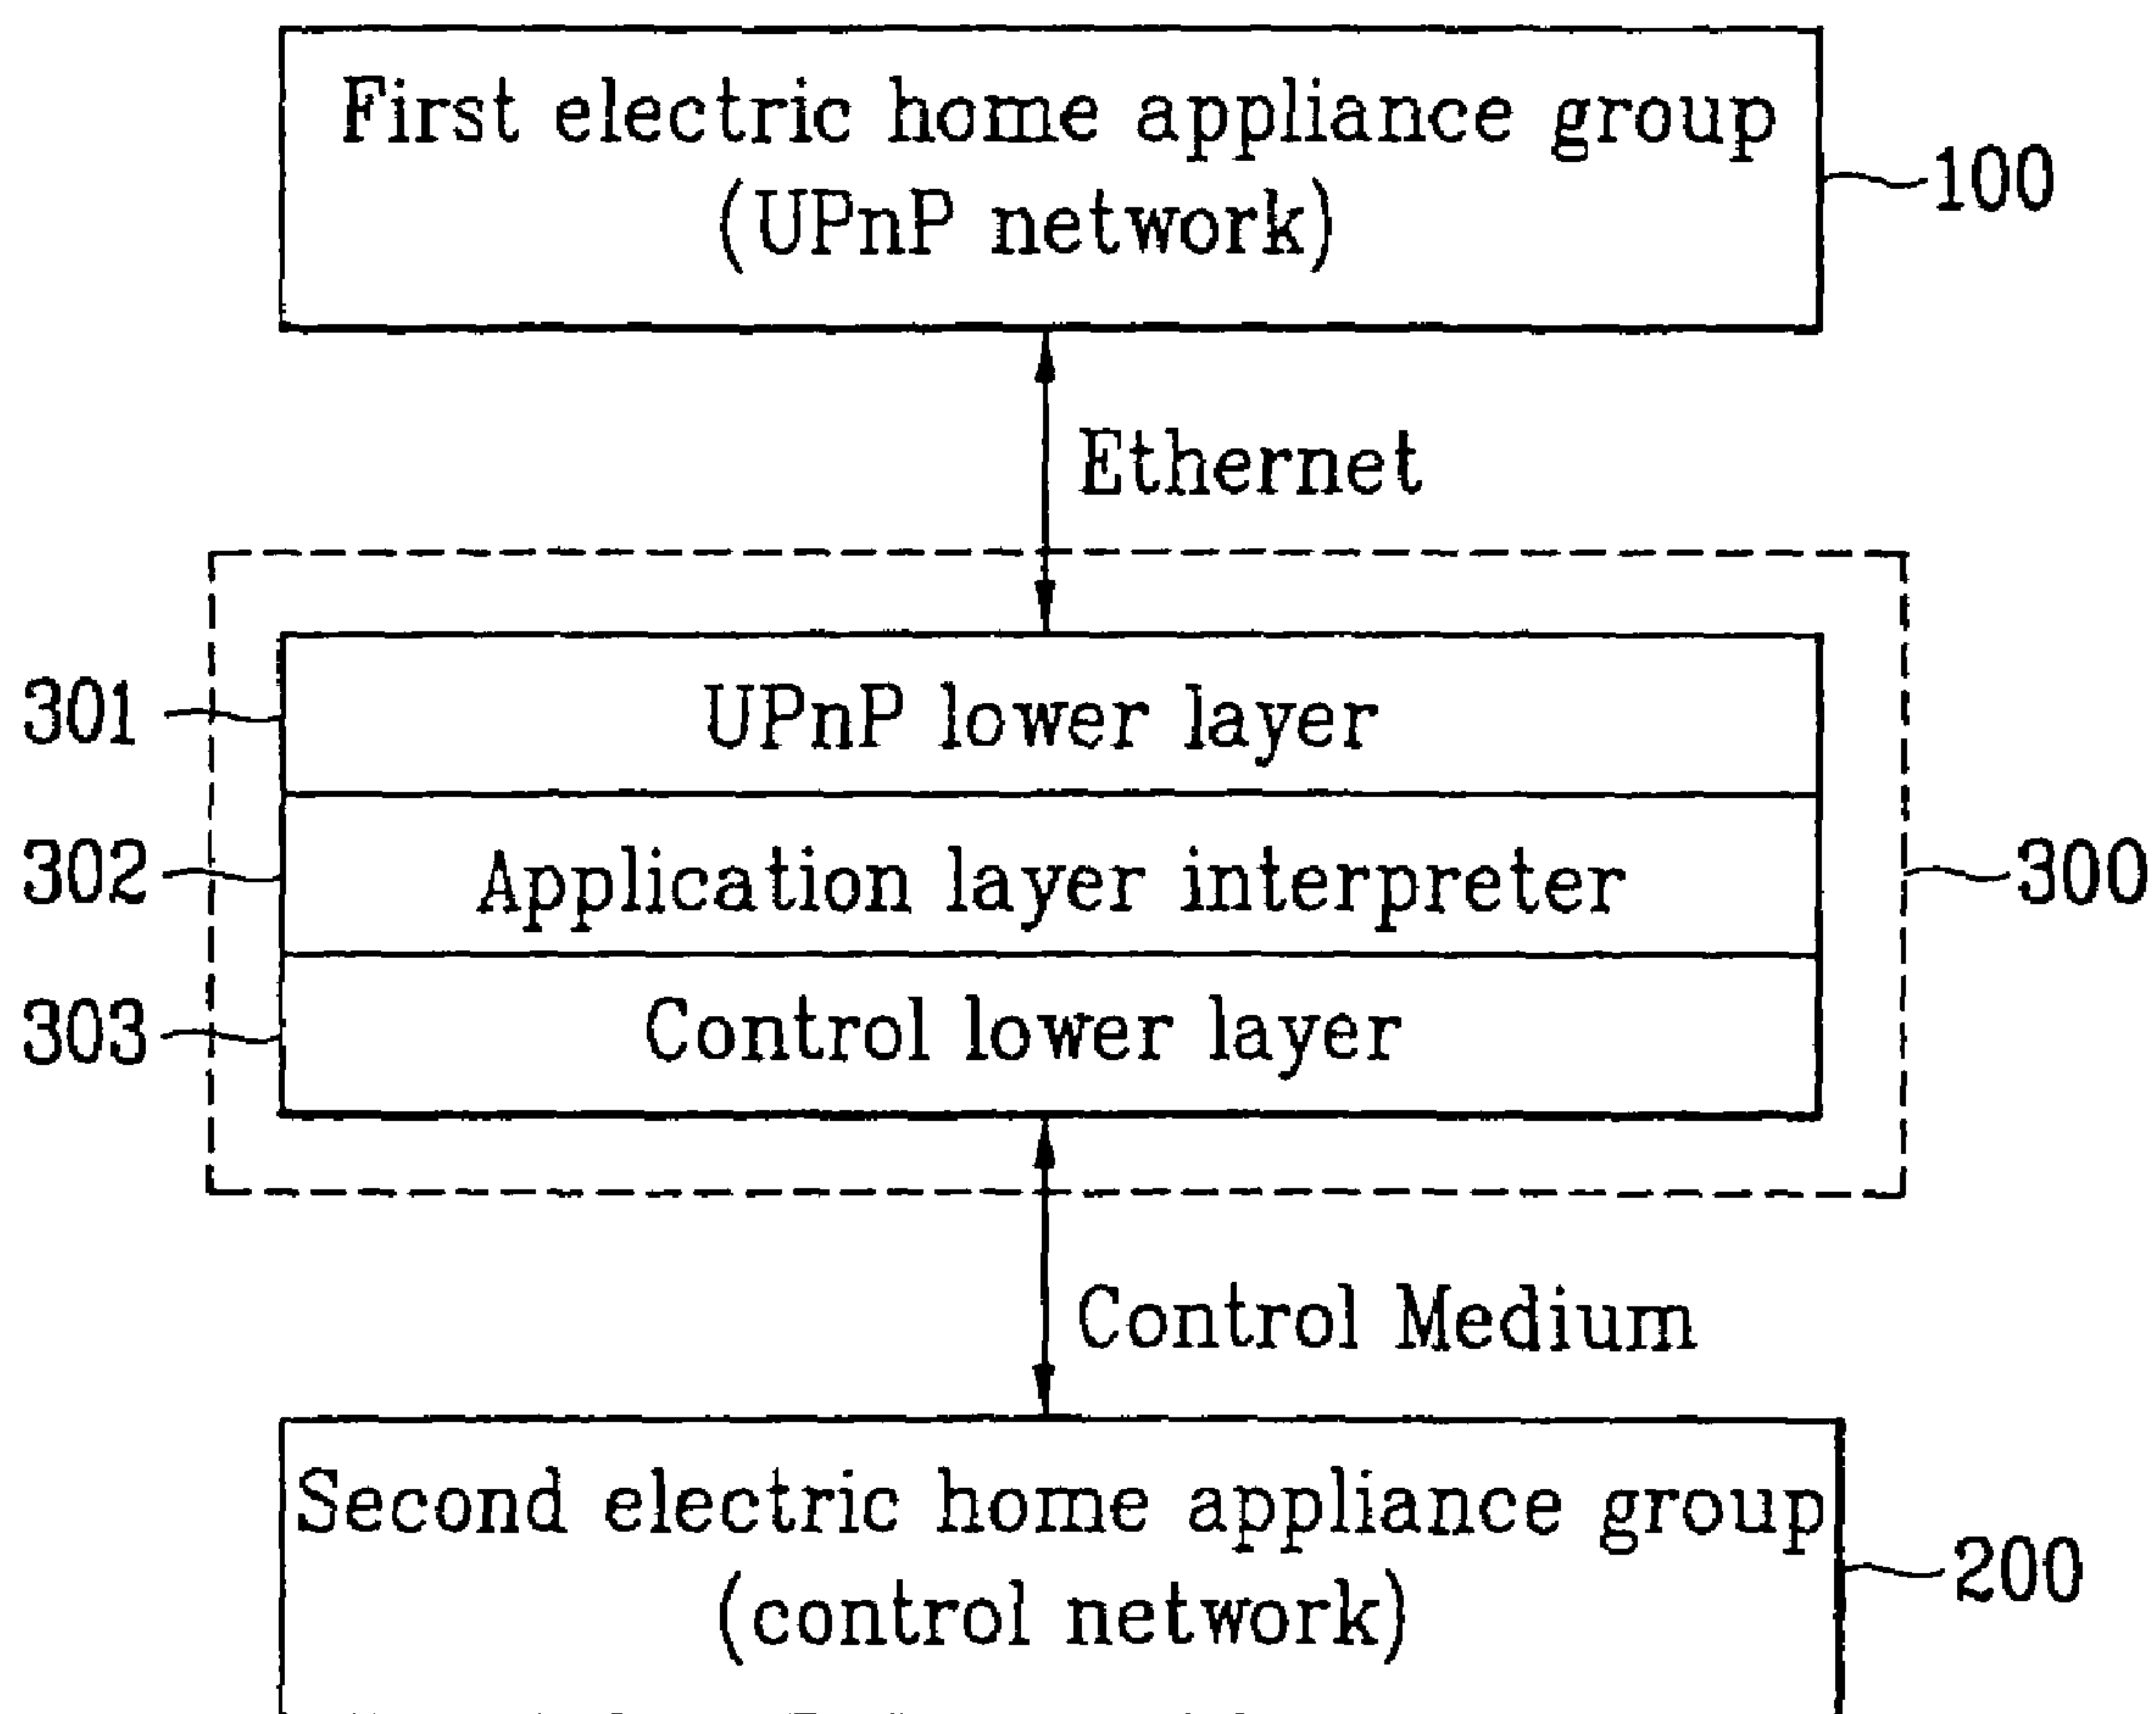 First electric home appliance group
(UPnP network)
100
Ethernet
301
UPnP lower layer
302
Application layer interpreter
300
303
Control lower layer
Control Medium
Second electric home appliance group
(control network)
200